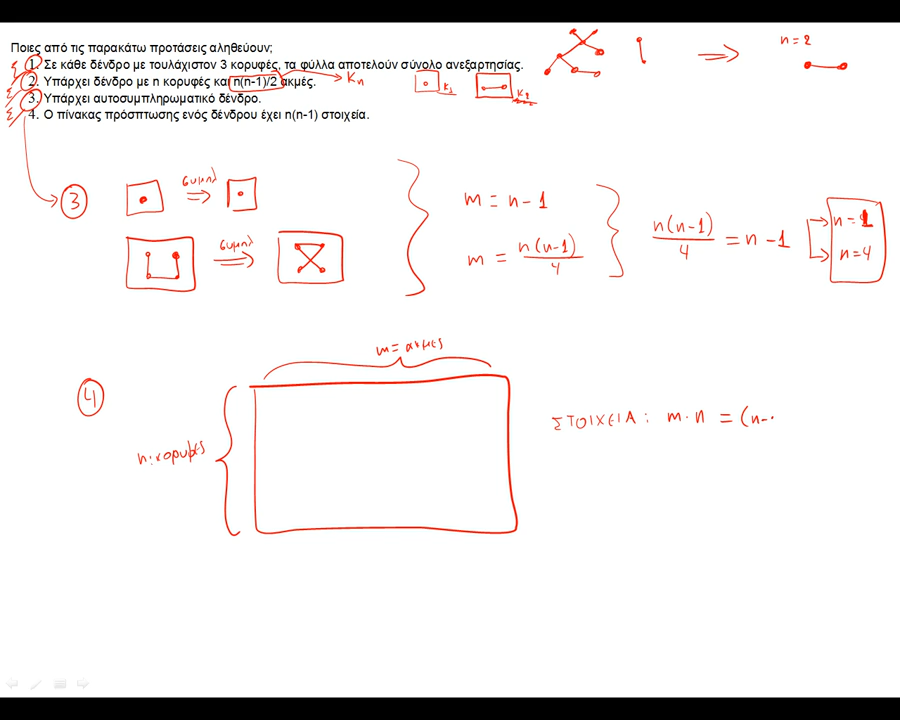 Ποιες από τις παρακάτω προτάσεις αληθεύουν;
1. Σε κάθε δένδρο με τουλάχιστον 3 κορυφές, τα φύλλα αποτελούν σύνολο ανεξαρτησίας.
2. Υπάρχει δένδρο με n κορυφές και n(n-1)/2 ακμές.
3. Υπάρχει αυτοσυμπληρωματικό δένδρο.
4. Ο πίνακας πρόσπτωσης ενός δένδρου έχει n(n-1) στοιχεία.
Kn
K1
K2
⇒
n=2
3
συμπλ
⇒
συμπλ
⇒
m = n - 1
m = n(n-1)/4
n(n-1)/4 = n - 1
n = 1
n = 4
4
m = ακμές
n: κορυφές
ΣΤΟΙΧΕΙΑ: m · n = (n-